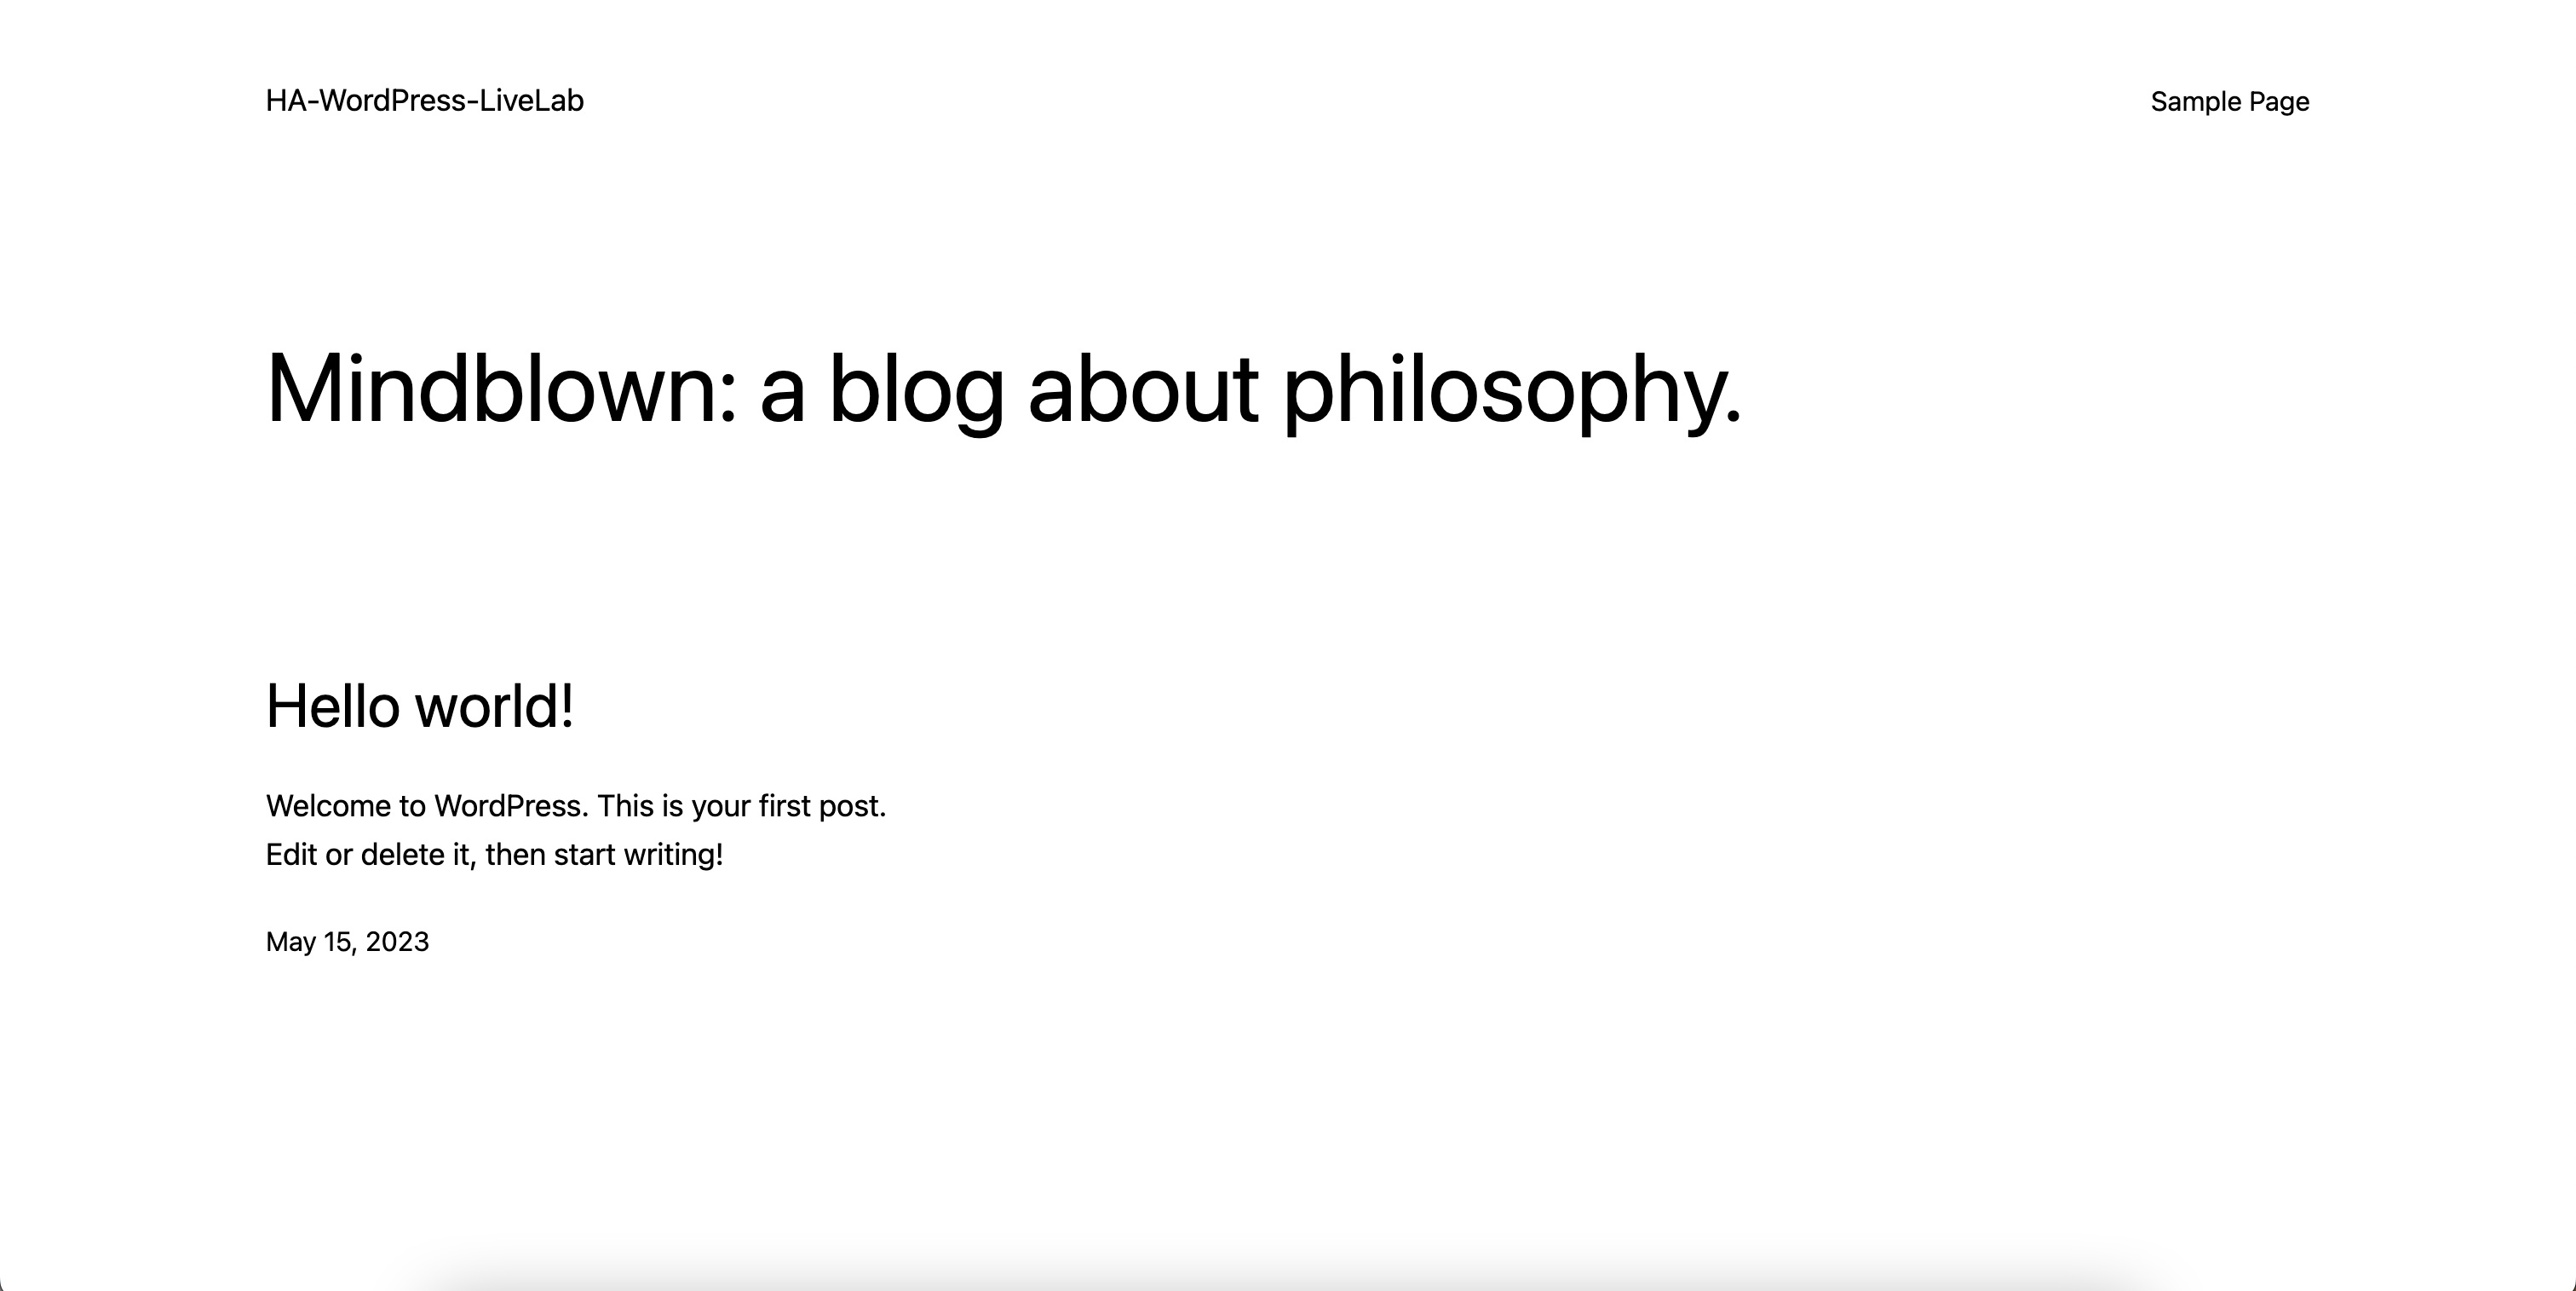 HA-WordPress-LiveLab
Sample Page
Mindblown: a blog about philosophy.
Hello world!
Welcome to WordPress. This is your first post.
Edit or delete it, then start writing!
May 15, 2023